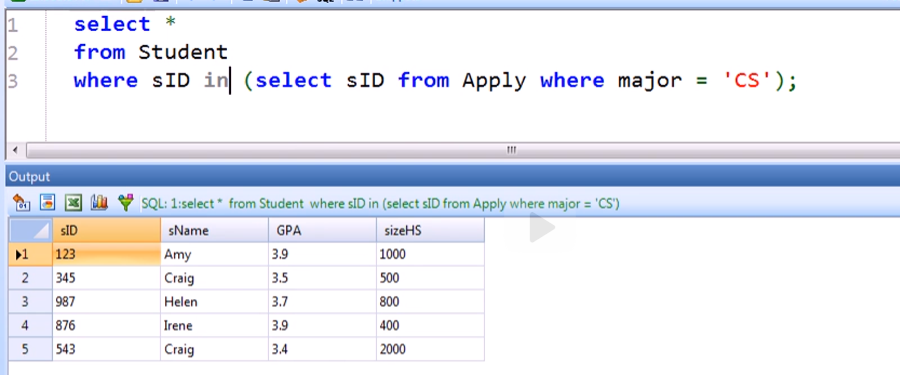 1 select *
2 from Student
3 where sID in (select sID from Apply where major = 'CS');
Output
SQL: 1:select * from Student where sID in (select sID from Apply where major = 'CS')
sID sName GPA sizeHS
1 123 Amy 3.9 1000
2 345 Craig 3.5 500
3 987 Helen 3.7 800
4 876 Irene 3.9 400
5 543 Craig 3.4 2000